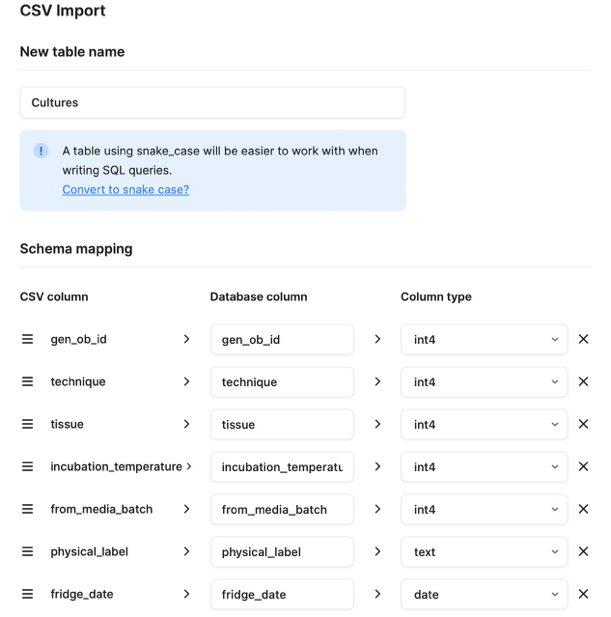 CSV Import
New table name
Cultures
! A table using snake_case will be easier to work with when
writing SQL queries.
Convert to snake case?
Schema mapping
CSV column Database column Column type
gen_ob_id gen_ob_id int4
technique technique int4
tissue tissue int4
incubation_temperature incubation_temperatu int4
from_media_batch from_media_batch int4
physical_label physical_label text
fridge_date fridge_date date